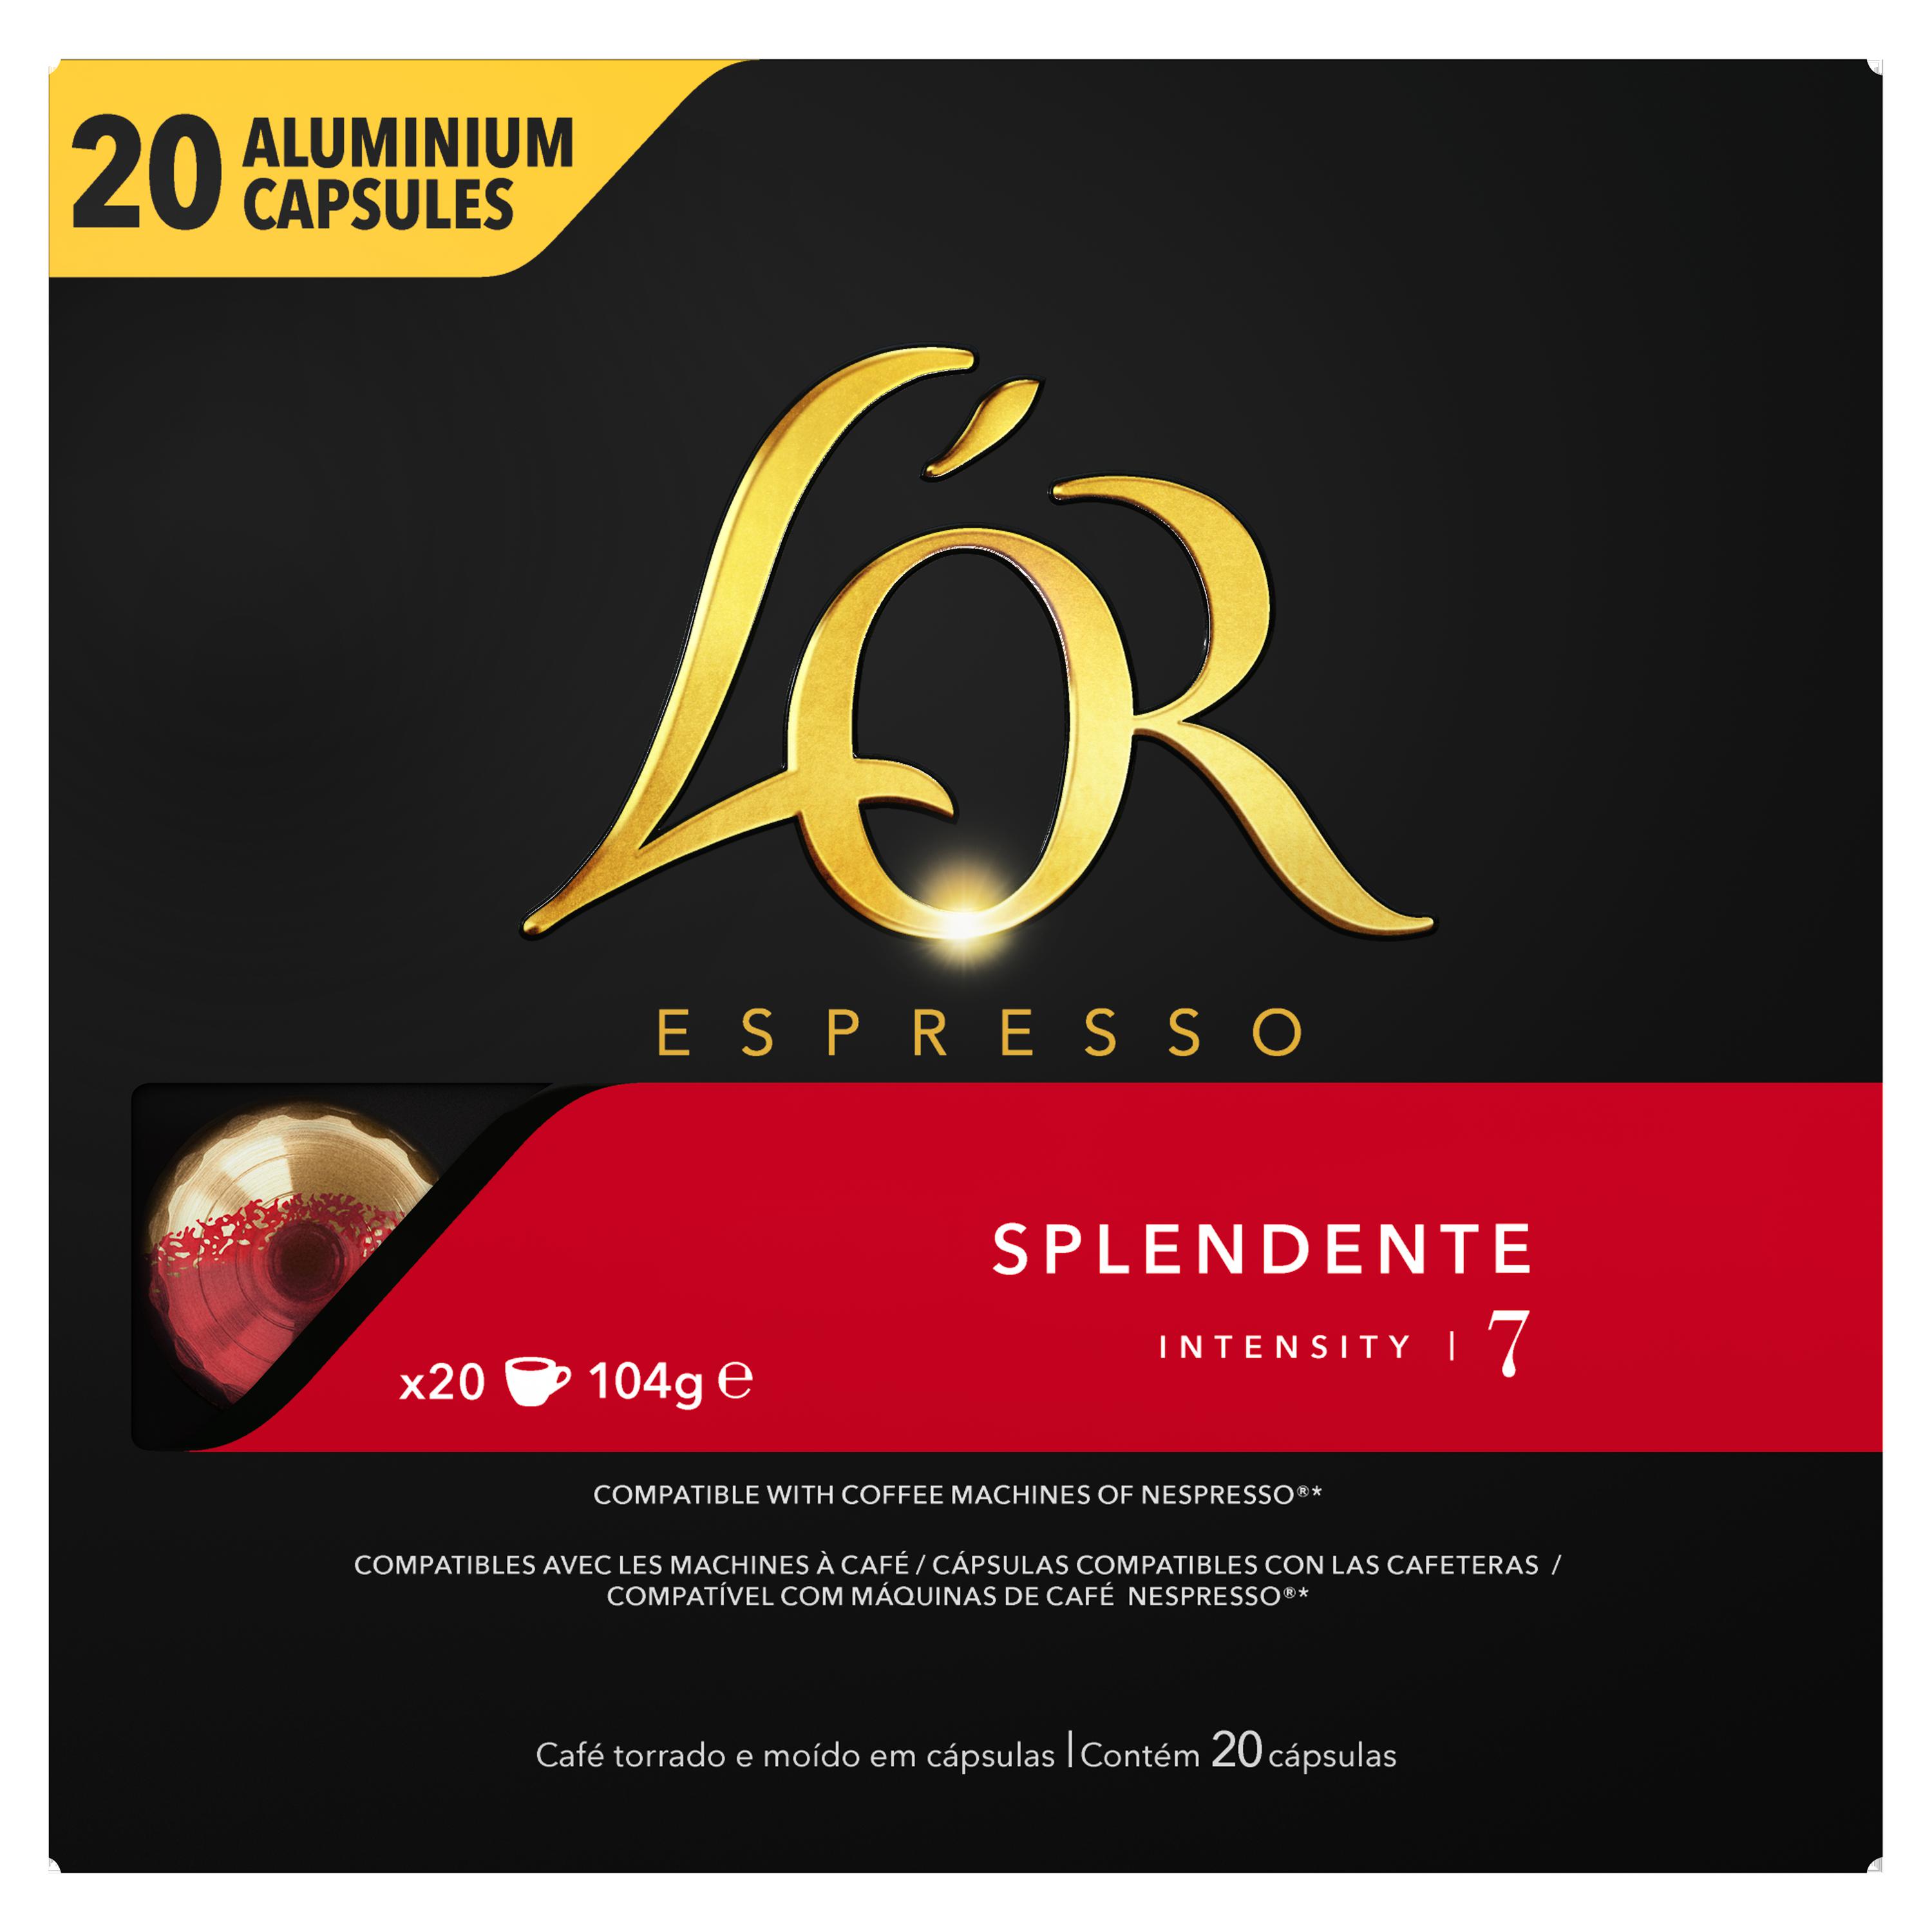 20 ALUMINIUM
CAPSULES
L'OR
ESPRESSO
SPLENDENTE
INTENSITY | 7
x20 104g ℮
COMPATIBLE WITH COFFEE MACHINES OF NESPRESSO®*
COMPATIBLES AVEC LES MACHINES À CAFÉ / CÁPSULAS COMPATIBLES CON LAS CAFETERAS /
COMPATÍVEL COM MÁQUINAS DE CAFÉ NESPRESSO®*
Café torrado e moído em cápsulas | Contém 20 cápsulas